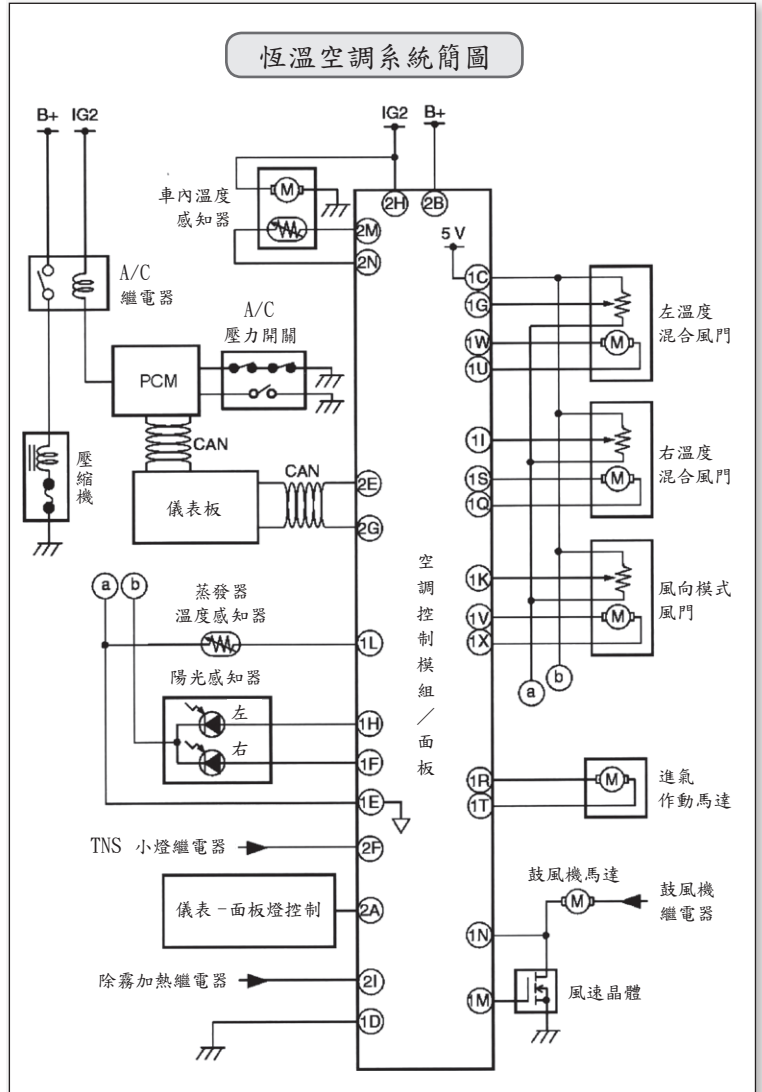 恆溫空調系統簡圖
B+ IG2
IG2 B+
車內溫度
感知器
M
2H 2B
5 V
2M
2N
A/C
繼電器
A/C
壓力開關
PCM
CAN
壓縮機
儀表板
CAN
2E
2G
1C
1G
1W
1U
M
左溫度
混合風門
1I
1S
1Q
M
右溫度
混合風門
空調控制模組／面板
1K
1V
1X
M
風向模式
風門
a b
a b
蒸發器
溫度感知器
1L
陽光感知器
左
右
1H
1F
1E
1R
1T
M
進氣
作動馬達
TNS 小燈繼電器
2F
儀表-面板燈控制
2A
鼓風機馬達
M
鼓風機
繼電器
1N
除霧加熱繼電器
2I
1M
風速晶體
1D